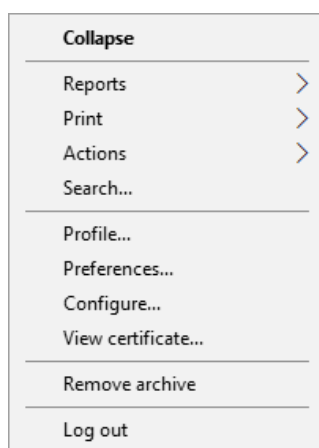 Collapse
Reports
Print
Actions
Search...
Profile...
Preferences...
Configure...
View certificate...
Remove archive
Log out